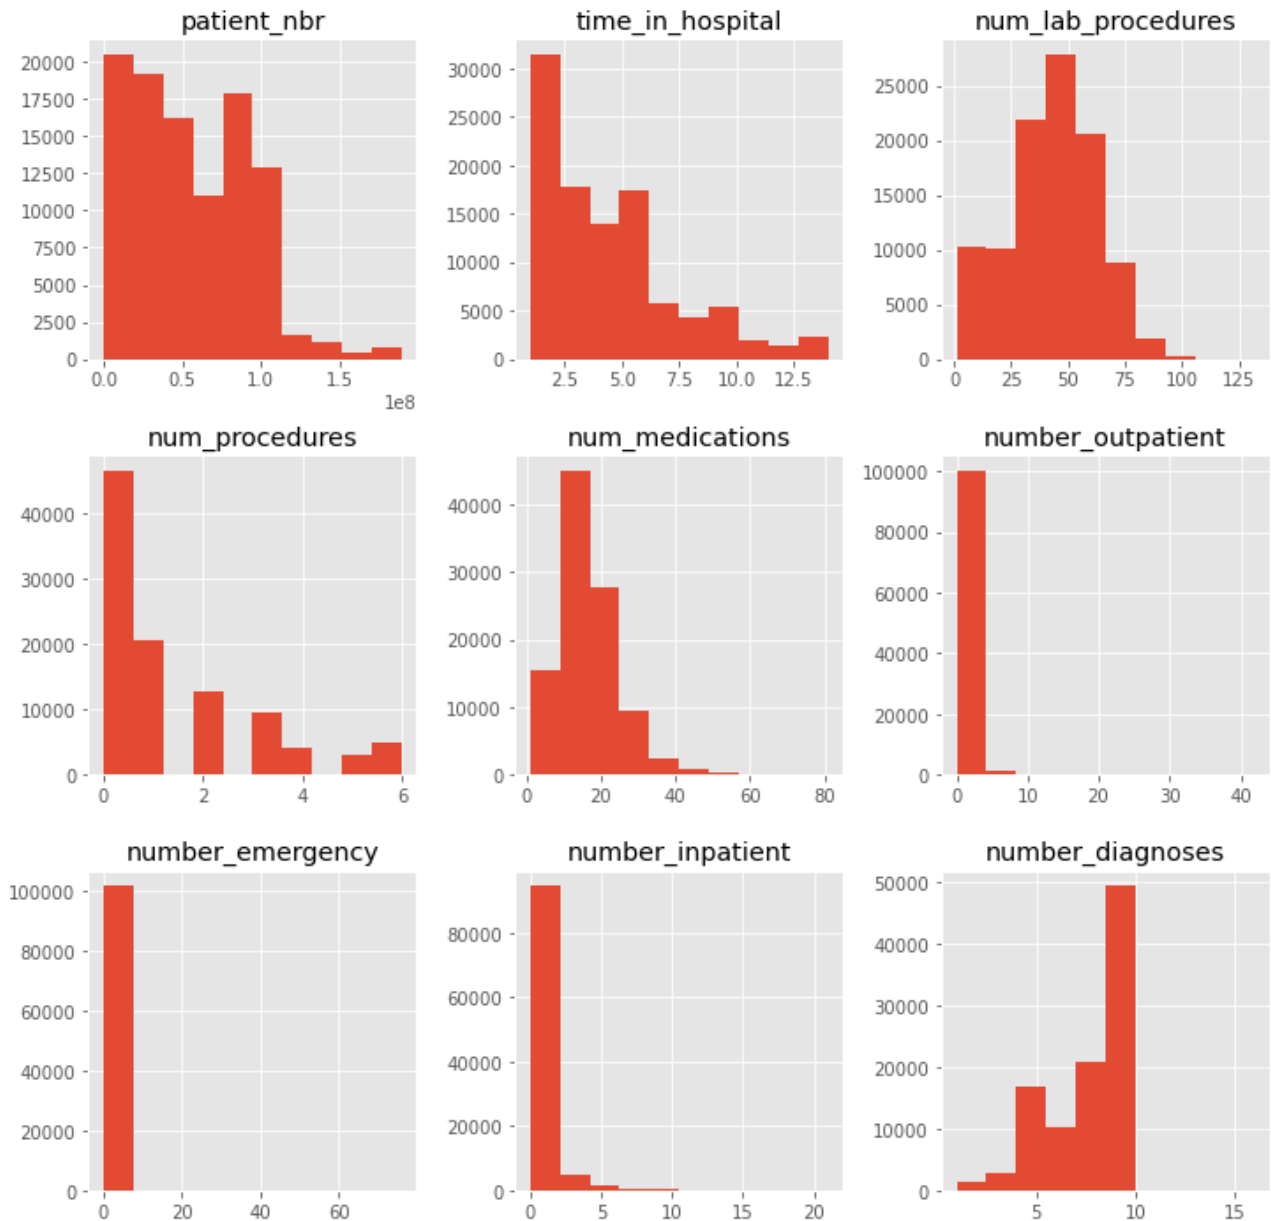 patient_nbr
20000
17500
15000
12500
10000
7500
5000
2500
0
0.0 0.5 1.0 1.5
1e8
time_in_hospital
30000
25000
20000
15000
10000
5000
0
2.5 5.0 7.5 10.0 12.5
num_lab_procedures
25000
20000
15000
10000
5000
0
0 25 50 75 100 125
num_procedures
40000
30000
20000
10000
0
0 2 4 6
num_medications
40000
30000
20000
10000
0
0 20 40 60 80
number_outpatient
100000
80000
60000
40000
20000
0
0 10 20 30 40
number_emergency
100000
80000
60000
40000
20000
0
0 20 40 60
number_inpatient
80000
60000
40000
20000
0
0 5 10 15 20
number_diagnoses
50000
40000
30000
20000
10000
0
5 10 15